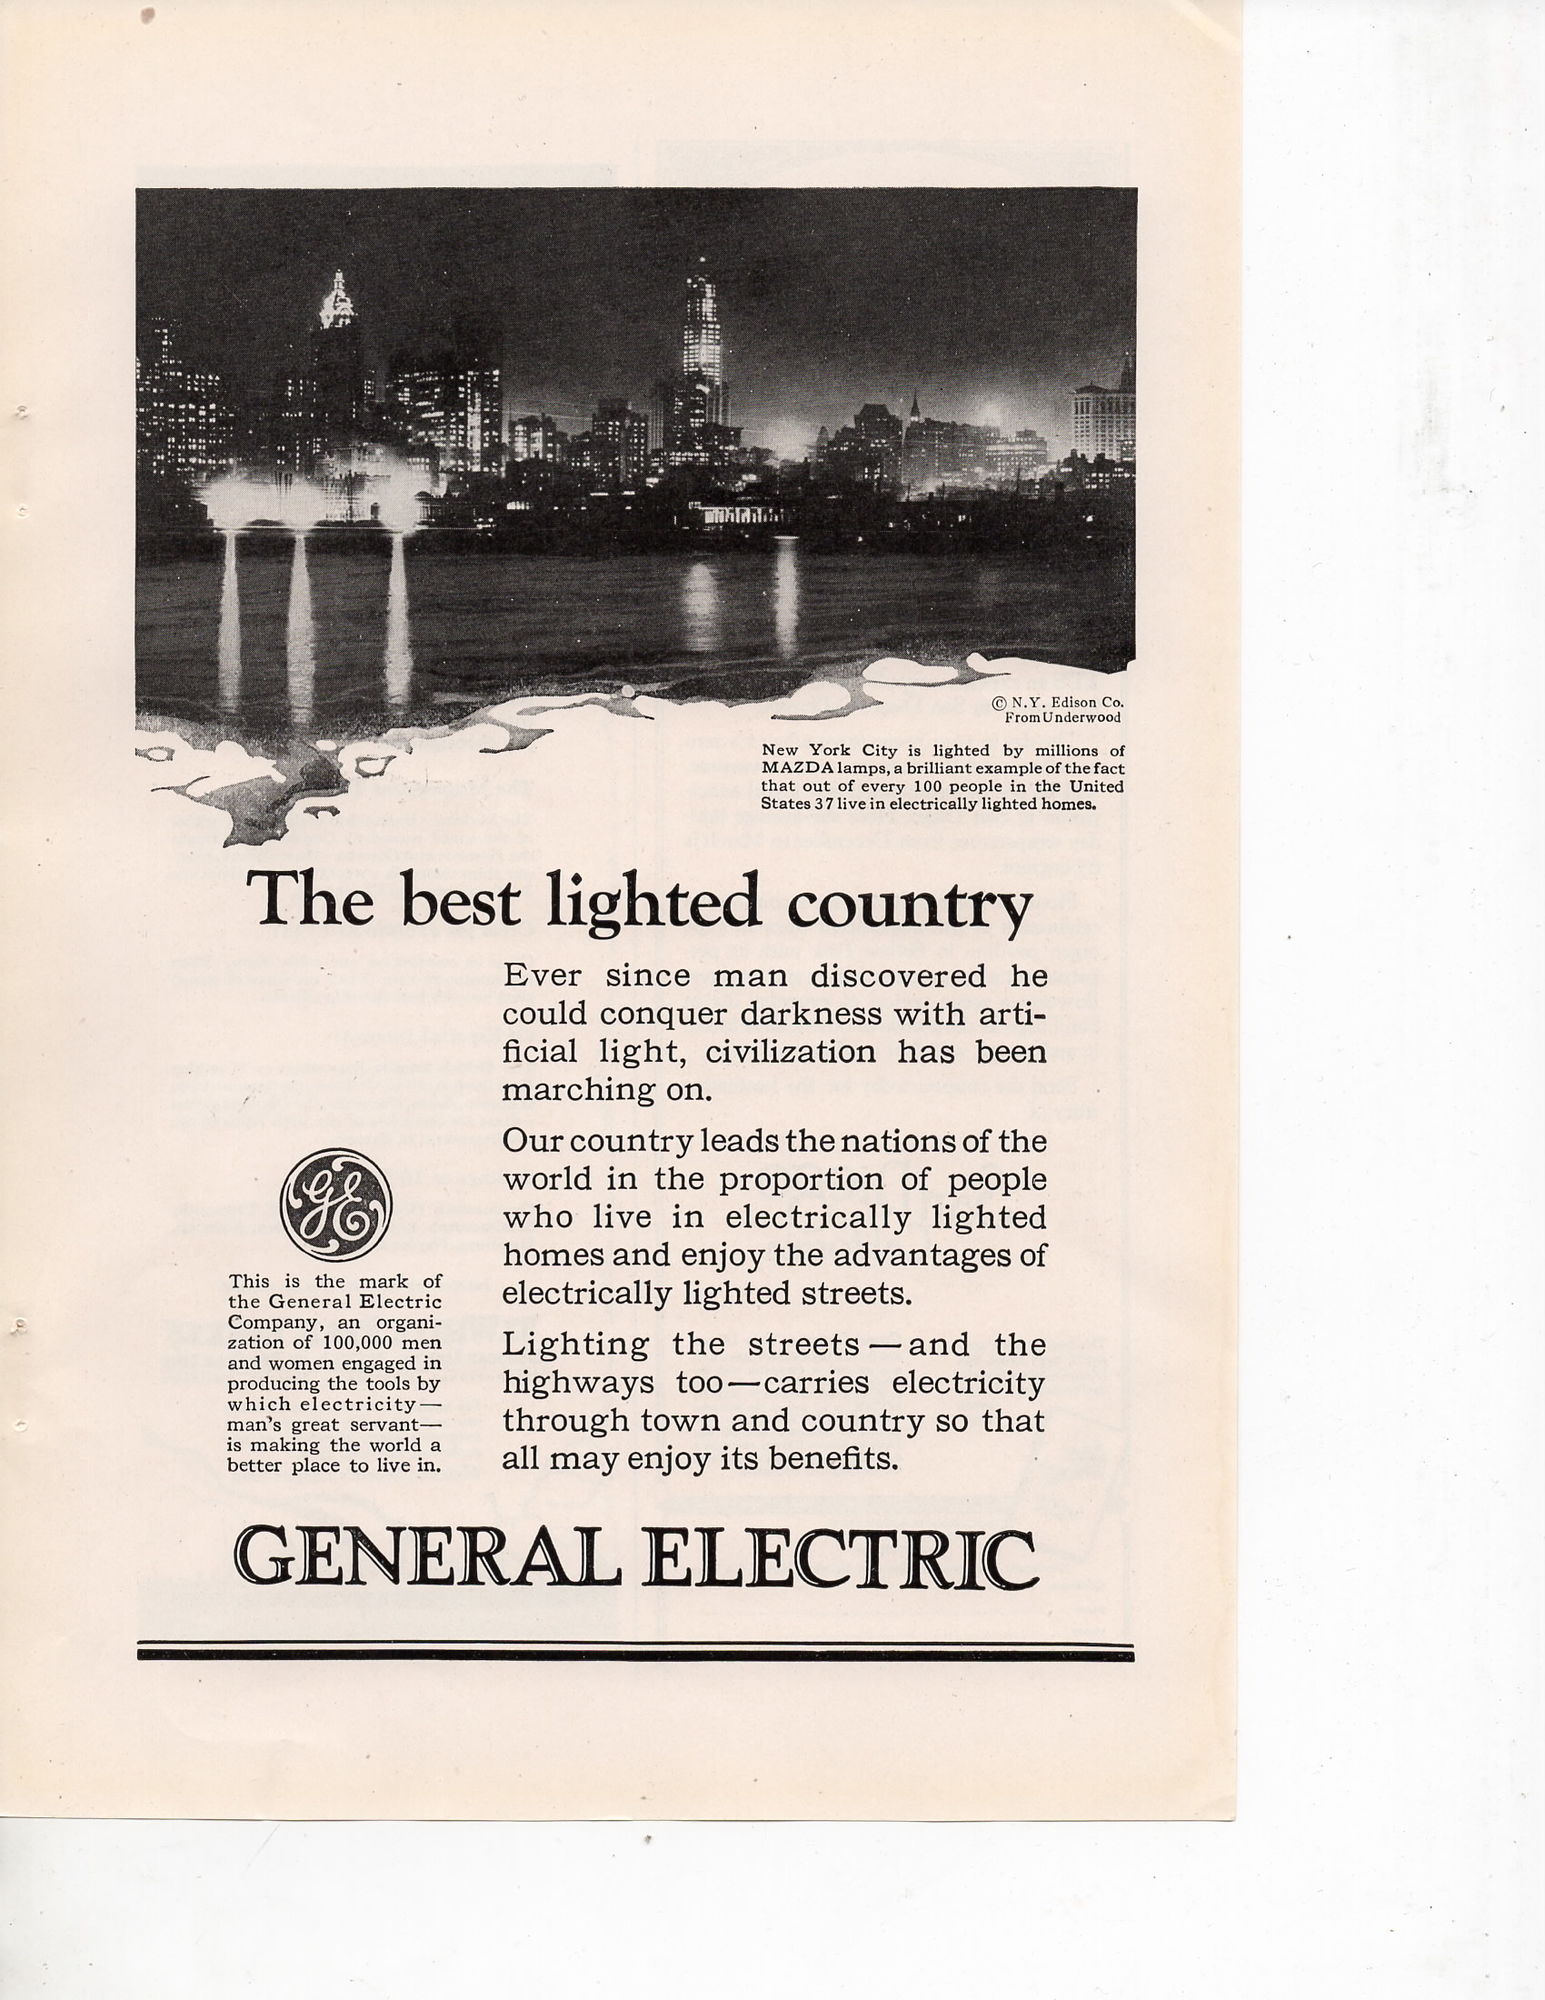 © N.Y. Edison Co.
From Underwood
New York City is lighted by millions of
MAZDA lamps, a brilliant example of the fact
that out of every 100 people in the United
States 37 live in electrically lighted homes.
The best lighted country
Ever since man discovered he
could conquer darkness with arti-
ficial light, civilization has been
marching on.
Our country leads the nations of the
world in the proportion of people
who live in electrically lighted
homes and enjoy the advantages of
electrically lighted streets.
Lighting the streets—and the
highways too—carries electricity
through town and country so that
all may enjoy its benefits.
GE
This is the mark of
the General Electric
Company, an organi-
zation of 100,000 men
and women engaged in
producing the tools by
which electricity—
man's great servant—
is making the world a
better place to live in.
GENERAL ELECTRIC